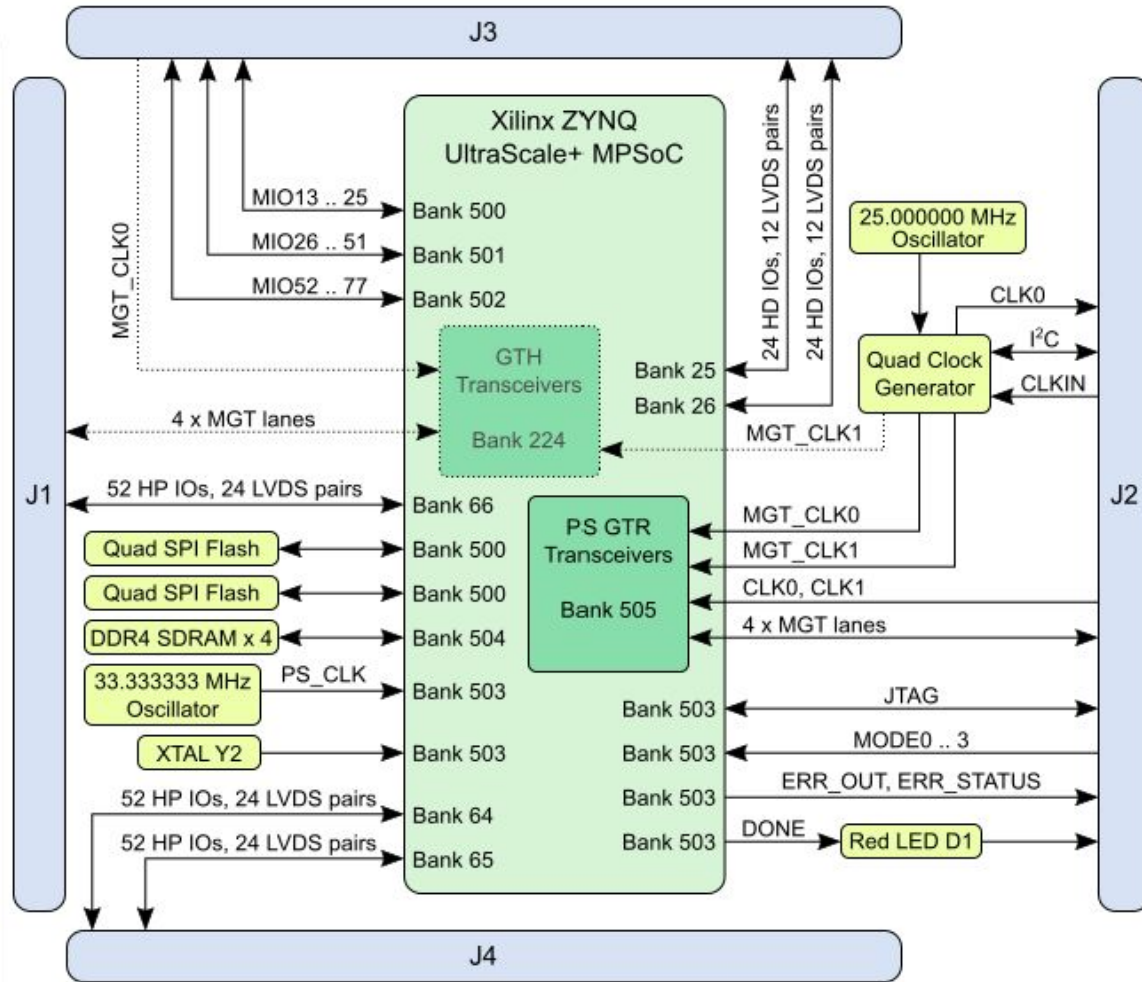 J3
Xilinx ZYNQ
UltraScale+ MPSoC
MIO13 .. 25
Bank 500
MIO26 .. 51
Bank 501
MIO52 .. 77
Bank 502
MGT_CLK0
24 HD IOs, 12 LVDS pairs
24 HD IOs, 12 LVDS pairs
25.000000 MHz
Oscillator
CLK0
I²C
CLKIN
Quad Clock
Generator
GTH
Transceivers
Bank 224
Bank 25
Bank 26
4 x MGT lanes
MGT_CLK1
J1
J2
52 HP IOs, 24 LVDS pairs
Bank 66
Quad SPI Flash
Bank 500
Quad SPI Flash
Bank 500
DDR4 SDRAM x 4
Bank 504
33.333333 MHz
Oscillator
PS_CLK
Bank 503
XTAL Y2
Bank 503
52 HP IOs, 24 LVDS pairs
Bank 64
52 HP IOs, 24 LVDS pairs
Bank 65
PS GTR
Transceivers
Bank 505
MGT_CLK0
MGT_CLK1
CLK0, CLK1
4 x MGT lanes
Bank 503
JTAG
Bank 503
MODE0 .. 3
Bank 503
ERR_OUT, ERR_STATUS
Bank 503
DONE
Red LED D1
J4